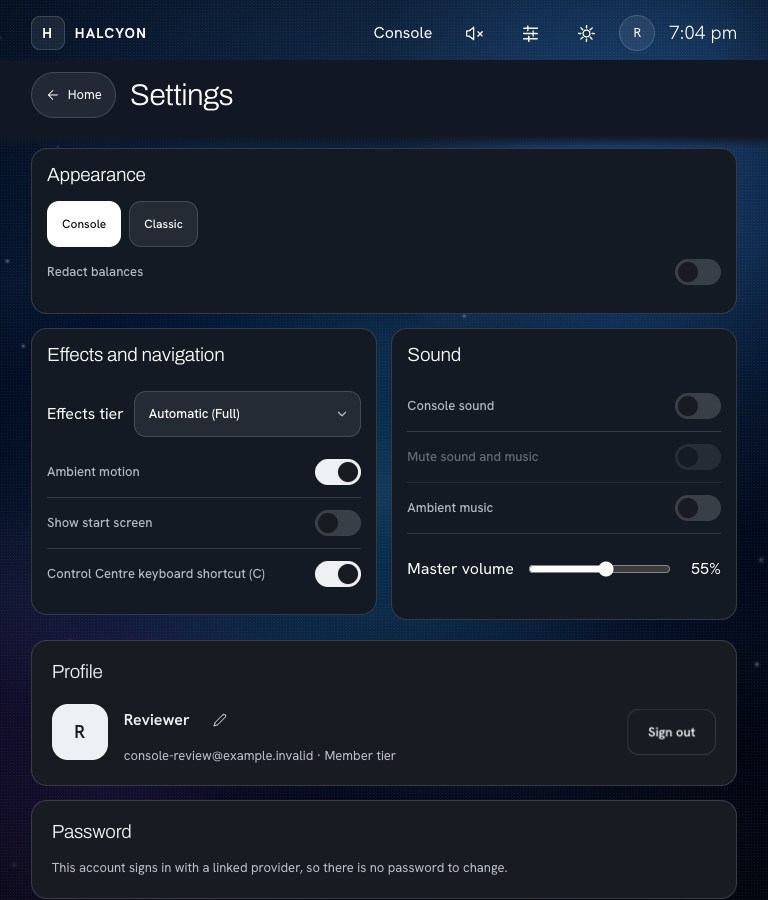 H HALCYON Console R 7:04 pm
Home Settings
Appearance
Console Classic
Redact balances
Effects and navigation
Effects tier Automatic (Full)
Ambient motion
Show start screen
Control Centre keyboard shortcut (C)
Sound
Console sound
Mute sound and music
Ambient music
Master volume 55%
Profile
R
Reviewer
console-review@example.invalid · Member tier
Sign out
Password
This account signs in with a linked provider, so there is no password to change.